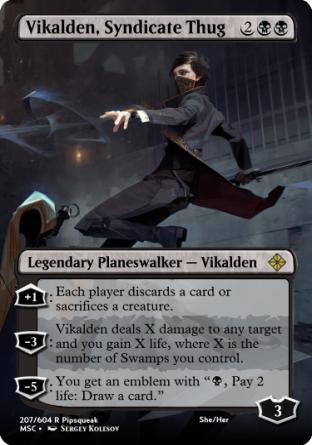 Vikalden, Syndicate Thug 2
Legendary Planeswalker — Vikalden
+1 : Each player discards a card or
sacrifices a creature.
-3 : Vikalden deals X damage to any target
and you gain X life, where X is
the number of Swamps you control.
-5 : You get an emblem with “, Pay 2
life: Draw a card.”
3
207/604 R Pipsqueak She/Her
MSC • Sergey Kolesov